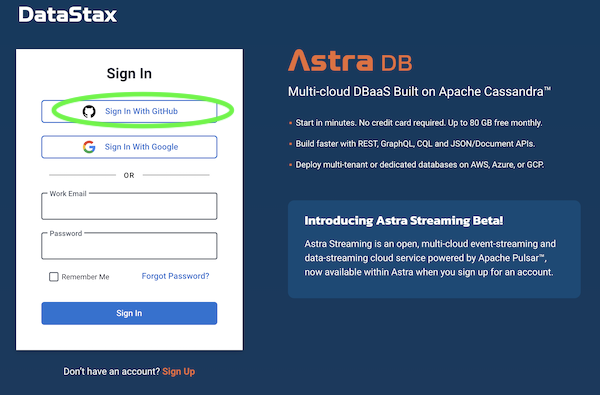 DataStax
Sign In
Sign In With GitHub
Sign In With Google
OR
Work Email
Password
Remember Me
Forgot Password?
Sign In
Don't have an account? Sign Up
Astra DB
Multi-cloud DBaaS Built on Apache Cassandra™
• Start in minutes. No credit card required. Up to 80 GB free monthly.
• Build faster with REST, GraphQL, CQL and JSON/Document APIs.
• Deploy multi-tenant or dedicated databases on AWS, Azure, or GCP.
Introducing Astra Streaming Beta!
Astra Streaming is an open, multi-cloud event-streaming and
data-streaming cloud service powered by Apache Pulsar™,
now available within Astra when you sign up for an account.